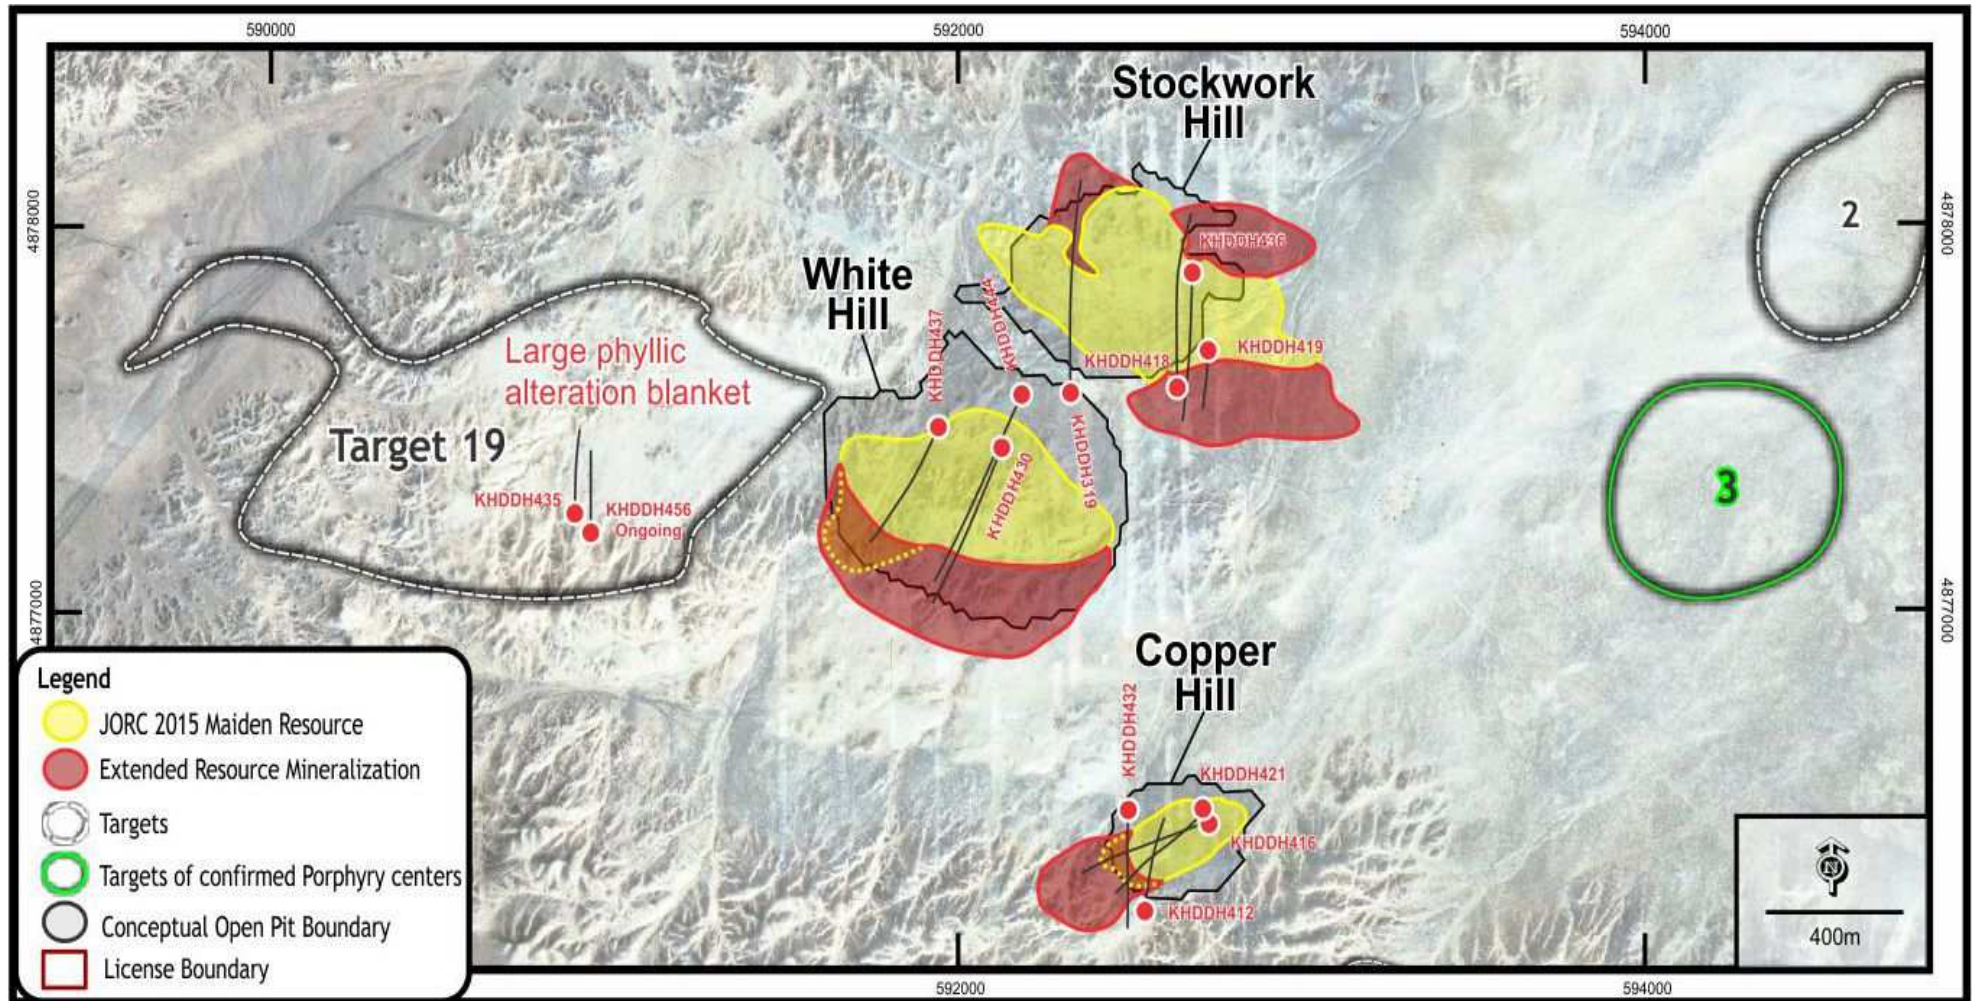 590000
592000
594000
Stockwork
Hill
4878000
4878000
2
KHDDH436
White
Hill
KHDDH444
KHDDH437
KHDDH418
KHDDH419
Large phyllic
alteration blanket
Target 19
KHDDH319
KHDDH430
3
KHDDH435
KHDDH456
Ongoing
4877000
4877000
Copper
Hill
KHDDH432
KHDDH421
KHDDH416
KHDDH412
Legend
JORC 2015 Maiden Resource
Extended Resource Mineralization
Targets
Targets of confirmed Porphyry centers
Conceptual Open Pit Boundary
License Boundary
N
400m
592000
594000